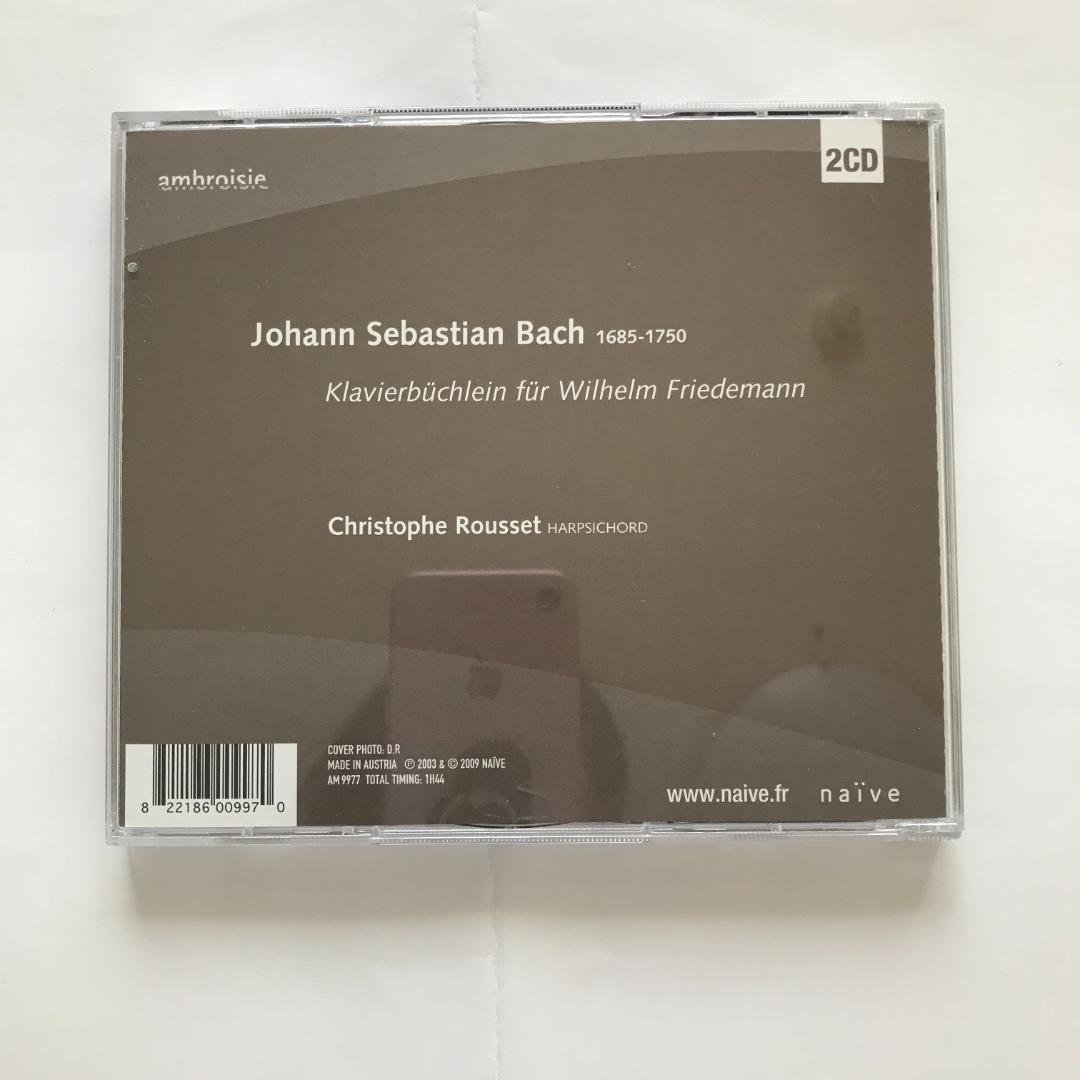 ambroisie
2CD
Johann Sebastian Bach 1685-1750
Klavierbüchlein für Wilhelm Friedemann
Christophe Rousset HARPSICHORD
COVER PHOTO: D.R
MADE IN AUSTRIA ℗ 2003 & © 2009 NAÏVE
AM 9977 TOTAL TIMING: 1H44
8 22186 00997 0
www.naive.fr naïve